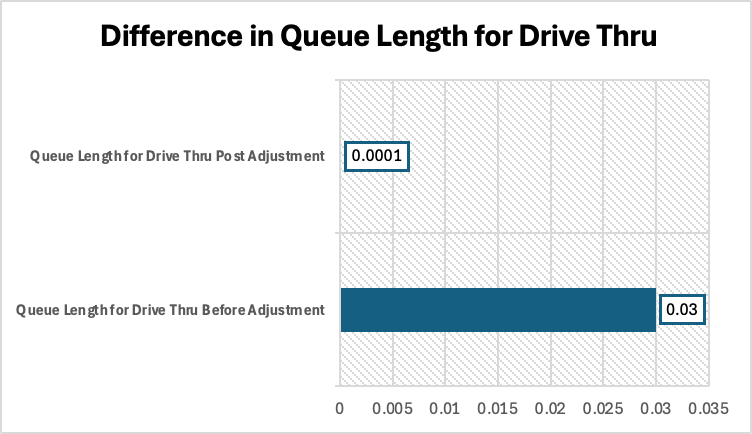 Difference in Queue Length for Drive Thru
Queue Length for Drive Thru Post Adjustment
0.0001
Queue Length for Drive Thru Before Adjustment
0.03
0 0.005 0.01 0.015 0.02 0.025 0.03 0.035